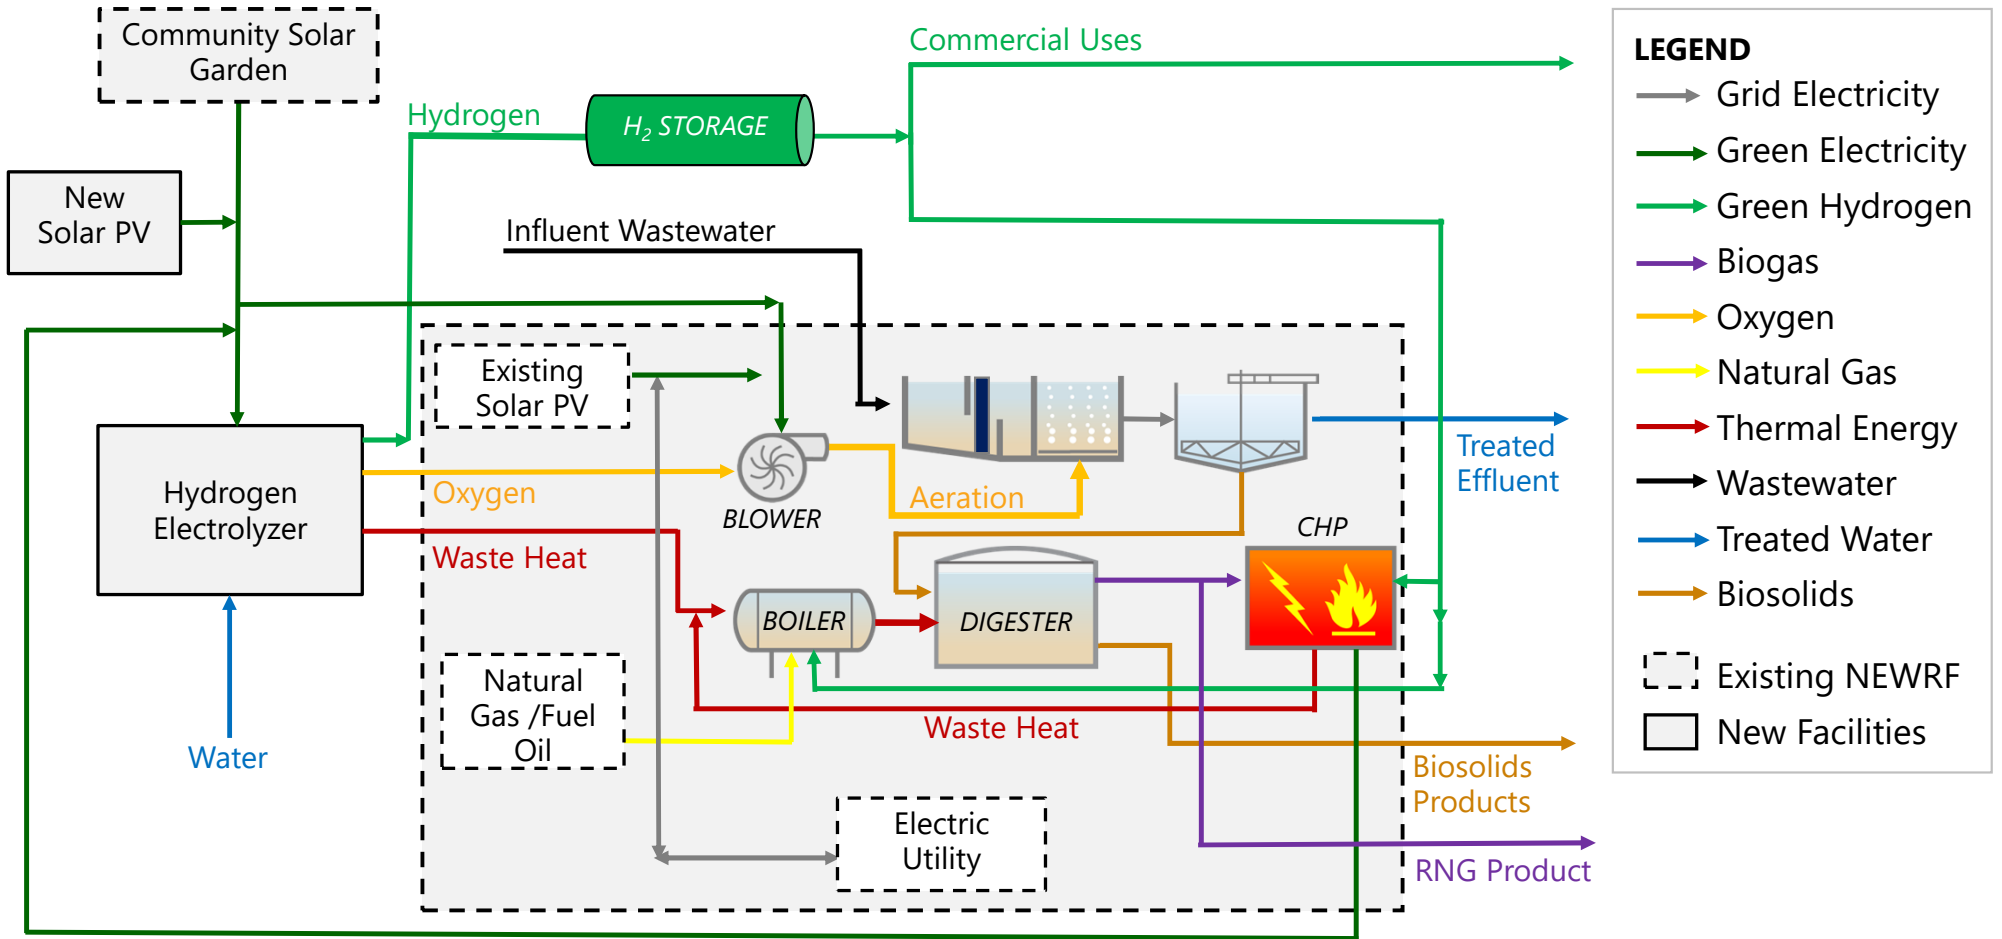 Community Solar
Garden
Commercial Uses
Hydrogen
H2 STORAGE
New
Solar PV
Influent Wastewater
Existing
Solar PV
Hydrogen
Electrolyzer
Oxygen
BLOWER
Aeration
Treated
Effluent
Waste Heat
CHP
BOILER
DIGESTER
Natural
Gas /Fuel
Oil
Waste Heat
Water
Biosolids
Products
Electric
Utility
RNG Product
LEGEND
Grid Electricity
Green Electricity
Green Hydrogen
Biogas
Oxygen
Natural Gas
Thermal Energy
Wastewater
Treated Water
Biosolids
Existing NEWRF
New Facilities